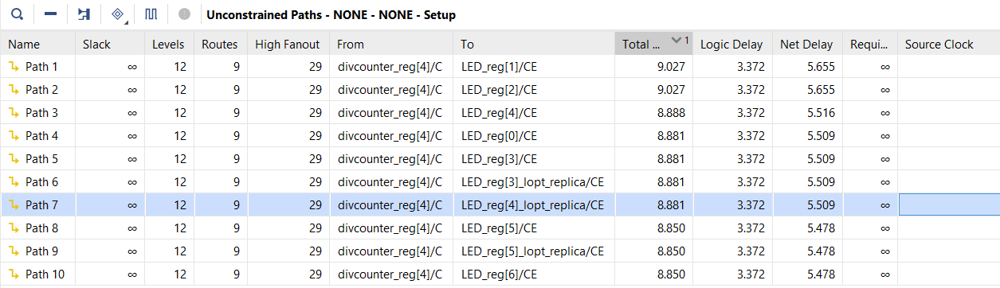 Unconstrained Paths - NONE - NONE - Setup
Name Slack Levels Routes High Fanout From To Total ... 1 Logic Delay Net Delay Requi... Source Clock
Path 1 ∞ 12 9 29 divcounter_reg[4]/C LED_reg[1]/CE 9.027 3.372 5.655 ∞
Path 2 ∞ 12 9 29 divcounter_reg[4]/C LED_reg[2]/CE 9.027 3.372 5.655 ∞
Path 3 ∞ 12 9 29 divcounter_reg[4]/C LED_reg[4]/CE 8.888 3.372 5.516 ∞
Path 4 ∞ 12 9 29 divcounter_reg[4]/C LED_reg[0]/CE 8.881 3.372 5.509 ∞
Path 5 ∞ 12 9 29 divcounter_reg[4]/C LED_reg[3]/CE 8.881 3.372 5.509 ∞
Path 6 ∞ 12 9 29 divcounter_reg[4]/C LED_reg[3]_lopt_replica/CE 8.881 3.372 5.509 ∞
Path 7 ∞ 12 9 29 divcounter_reg[4]/C LED_reg[4]_lopt_replica/CE 8.881 3.372 5.509 ∞
Path 8 ∞ 12 9 29 divcounter_reg[4]/C LED_reg[5]/CE 8.850 3.372 5.478 ∞
Path 9 ∞ 12 9 29 divcounter_reg[4]/C LED_reg[5]_lopt_replica/CE 8.850 3.372 5.478 ∞
Path 10 ∞ 12 9 29 divcounter_reg[4]/C LED_reg[6]/CE 8.850 3.372 5.478 ∞